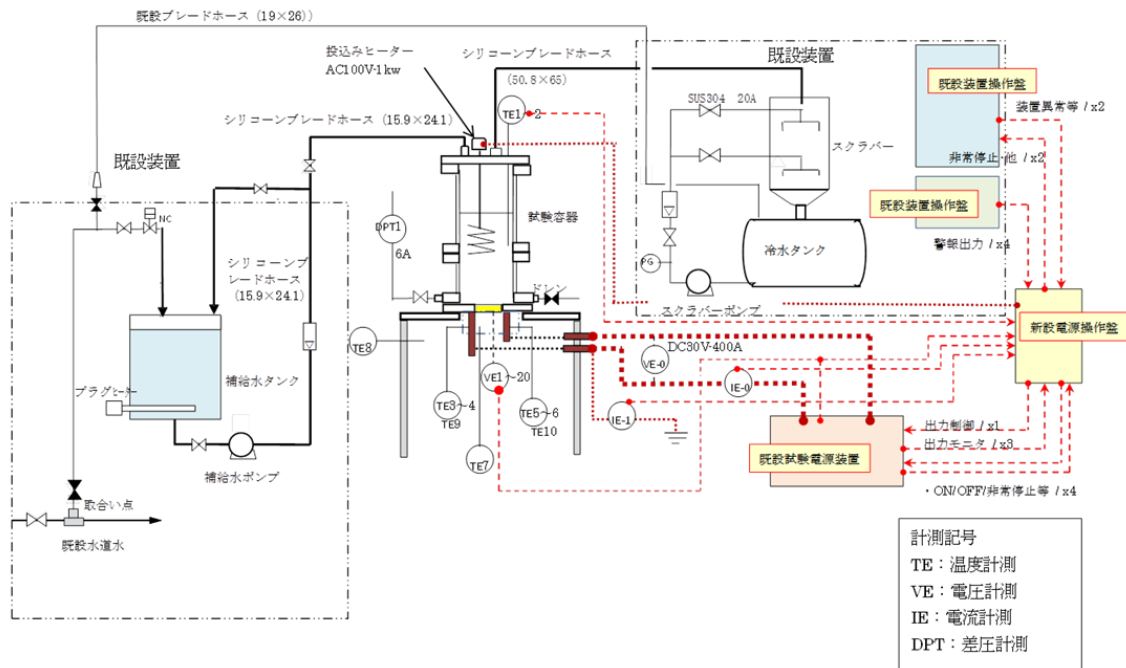 既設ブレードホース (19×26))
投込みヒーター
AC100V-1kw
シリコーンブレードホース
(50.8×65)
既設装置
既設装置操作盤
装置異常等 / x2
TE1~2
SUS304 20A
シリコーンブレードホース (15.9×24.1)
スクラバー
既設装置
非常停止・他 / x2
既設装置操作盤
NC
DPT1
6A
試験容器
警報出力 / x4
PG
冷水タンク
シリコーンブレードホース
(15.9×24.1)
ドレン
スクラバーポンプ
新設電源操作盤
補給水タンク
TE8
DC30V-400A
VE-0
プラグヒーター
VE1~20
IE-0
TE3~4
TE9
TE5~6
TE10
IE-1
出力制御 / x1
出力モニタ / x3
既設試験電源装置
TE7
補給水ポンプ
・ON/OFF/非常停止等 / x4
取合い点
既設水道水
計測記号
TE：温度計測
VE：電圧計測
IE：電流計測
DPT：差圧計測